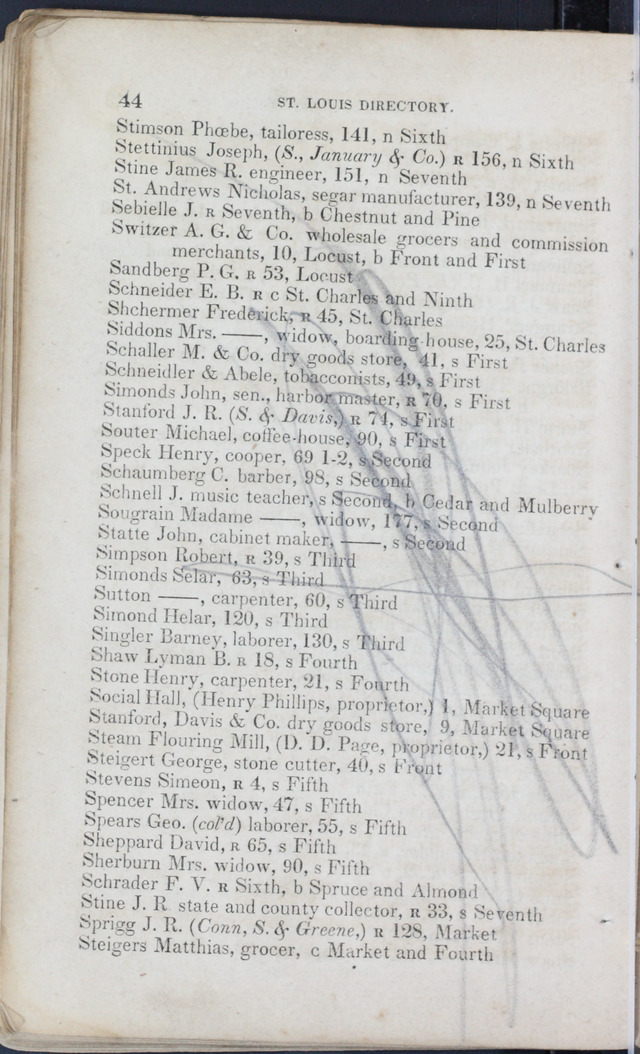 44
ST. LOUIS DIRECTORY.
Stimson Phœbe, tailoress, 141, n Sixth
Stettinius Joseph, (S., January & Co.) R 156, n Sixth
Stine James R. engineer, 151, n Seventh
St. Andrews Nicholas, segar manufacturer, 139, n Seventh
Sebielle J. R Seventh, b Chestnut and Pine
Switzer A. G. & Co. wholesale grocers and commission
merchants, 10, Locust, b Front and First
Sandberg P. G. R 53, Locust
Schneider E. B. R c St. Charles and Ninth
Shchermer Frederick, R 45, St. Charles
Siddons Mrs. ——, widow, boarding-house, 25, St. Charles
Schaller M. & Co. dry goods store, 41, s First
Schneidler & Abele, tobacconists, 49, s First
Simonds John, sen., harbor master, R 70, s First
Stanford J. R. (S. & Davis,) R 74, s First
Souter Michael, coffee-house, 90, s First
Speck Henry, cooper, 69 1-2, s Second
Schaumberg C. barber, 98, s Second
Schnell J. music teacher, s Second, b Cedar and Mulberry
Sougrain Madame ——, widow, 177, s Second
Statte John, cabinet maker, ——, s Second
Simpson Robert, R 39, s Third
Simonds Selar, 63, s Third
Sutton ——, carpenter, 60, s Third
Simond Helar, 120, s Third
Singler Barney, laborer, 130, s Third
Shaw Lyman B. R 18, s Fourth
Stone Henry, carpenter, 21, s Fourth
Social Hall, (Henry Phillips, proprietor,) 1, Market Square
Stanford, Davis & Co. dry goods store, 9, Market Square
Steam Flouring Mill, (D. D. Page, proprietor,) 21, s Front
Steigert George, stone cutter, 40, s Front
Stevens Simeon, R 4, s Fifth
Spencer Mrs. widow, 47, s Fifth
Spears Geo. (col'd) laborer, 55, s Fifth
Sheppard David, R 65, s Fifth
Sherburn Mrs. widow, 90, s Fifth
Schrader F. V. R Sixth, b Spruce and Almond
Stine J. R. state and county collector, R 33, s Seventh
Sprigg J. R. (Conn, S. & Greene,) R 128, Market
Steigers Matthias, grocer, c Market and Fourth